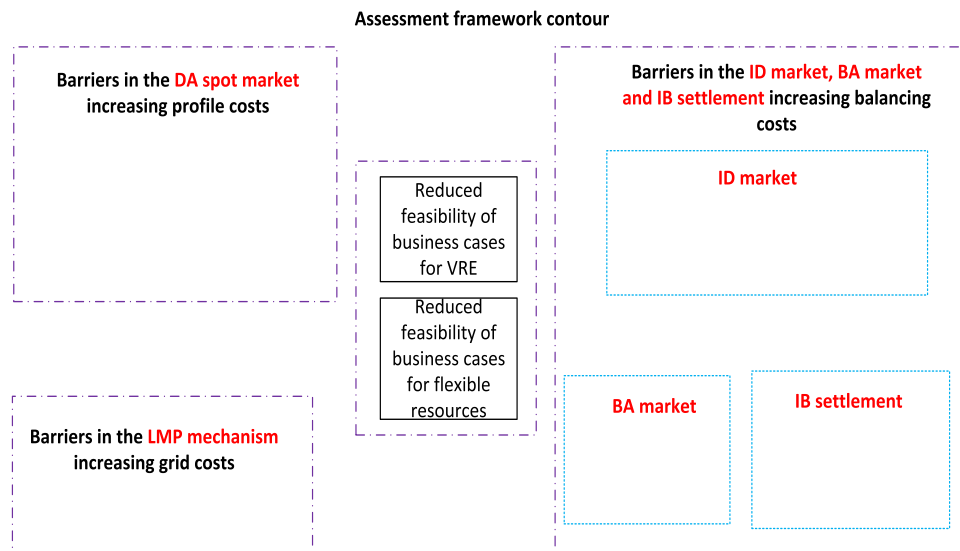 Assessment framework contour
Barriers in the DA spot market
increasing profile costs
Barriers in the ID market, BA market
and IB settlement increasing balancing
costs
ID market
Reduced
feasibility of
business cases
for VRE
Reduced
feasibility of
business cases
for flexible
resources
BA market
IB settlement
Barriers in the LMP mechanism
increasing grid costs